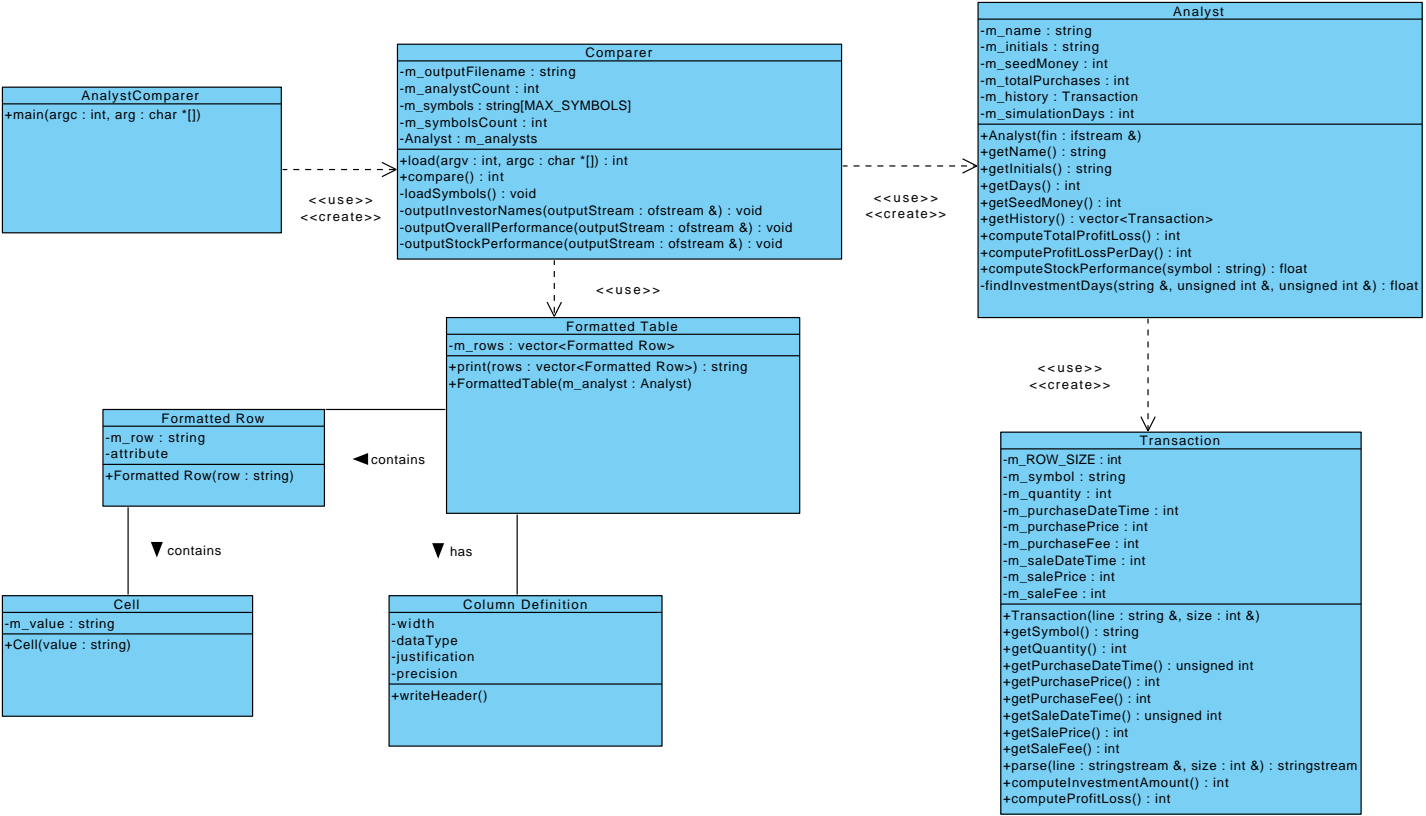 AnalystComparer
+main(argc : int, arg : char *[])
<<use>>
<<create>>
Comparer
-m_outputFilename : string
-m_analystCount : int
-m_symbols : string[MAX_SYMBOLS]
-m_symbolsCount : int
-Analyst : m_analysts
+load(argv : int, argc : char *[]) : int
+compare() : int
-loadSymbols() : void
-outputInvestorNames(outputStream : ofstream &) : void
-outputOverallPerformance(outputStream : ofstream &) : void
-outputStockPerformance(outputStream : ofstream &) : void
<<use>>
<<create>>
Analyst
-m_name : string
-m_initials : string
-m_seedMoney : int
-m_totalPurchases : int
-m_history : Transaction
-m_simulationDays : int
+Analyst(fin : ifstream &)
+getName() : string
+getInitials() : string
+getDays() : int
+getSeedMoney() : int
+getHistory() : vector<Transaction>
+computeTotalProfitLoss() : int
+computeProfitLossPerDay() : int
+computeStockPerformance(symbol : string) : float
-findInvestmentDays(string &, unsigned int &, unsigned int &) : float
<<use>>
Formatted Table
-m_rows : vector<Formatted Row>
+print(rows : vector<Formatted Row>) : string
+FormattedTable(m_analyst : Analyst)
<<use>>
<<create>>
Formatted Row
-m_row : string
-attribute
+Formatted Row(row : string)
contains
contains
has
Cell
-m_value : string
+Cell(value : string)
Column Definition
-width
-dataType
-justification
-precision
+writeHeader()
Transaction
-m_ROW_SIZE : int
-m_symbol : string
-m_quantity : int
-m_purchaseDateTime : int
-m_purchasePrice : int
-m_purchaseFee : int
-m_saleDateTime : int
-m_salePrice : int
-m_saleFee : int
+Transaction(line : string &, size : int &)
+getSymbol() : string
+getQuantity() : int
+getPurchaseDateTime() : unsigned int
+getPurchasePrice() : int
+getPurchaseFee() : int
+getSaleDateTime() : unsigned int
+getSalePrice() : int
+getSaleFee() : int
+parse(line : stringstream &, size : int &) : stringstream
+computeInvestmentAmount() : int
+computeProfitLoss() : int